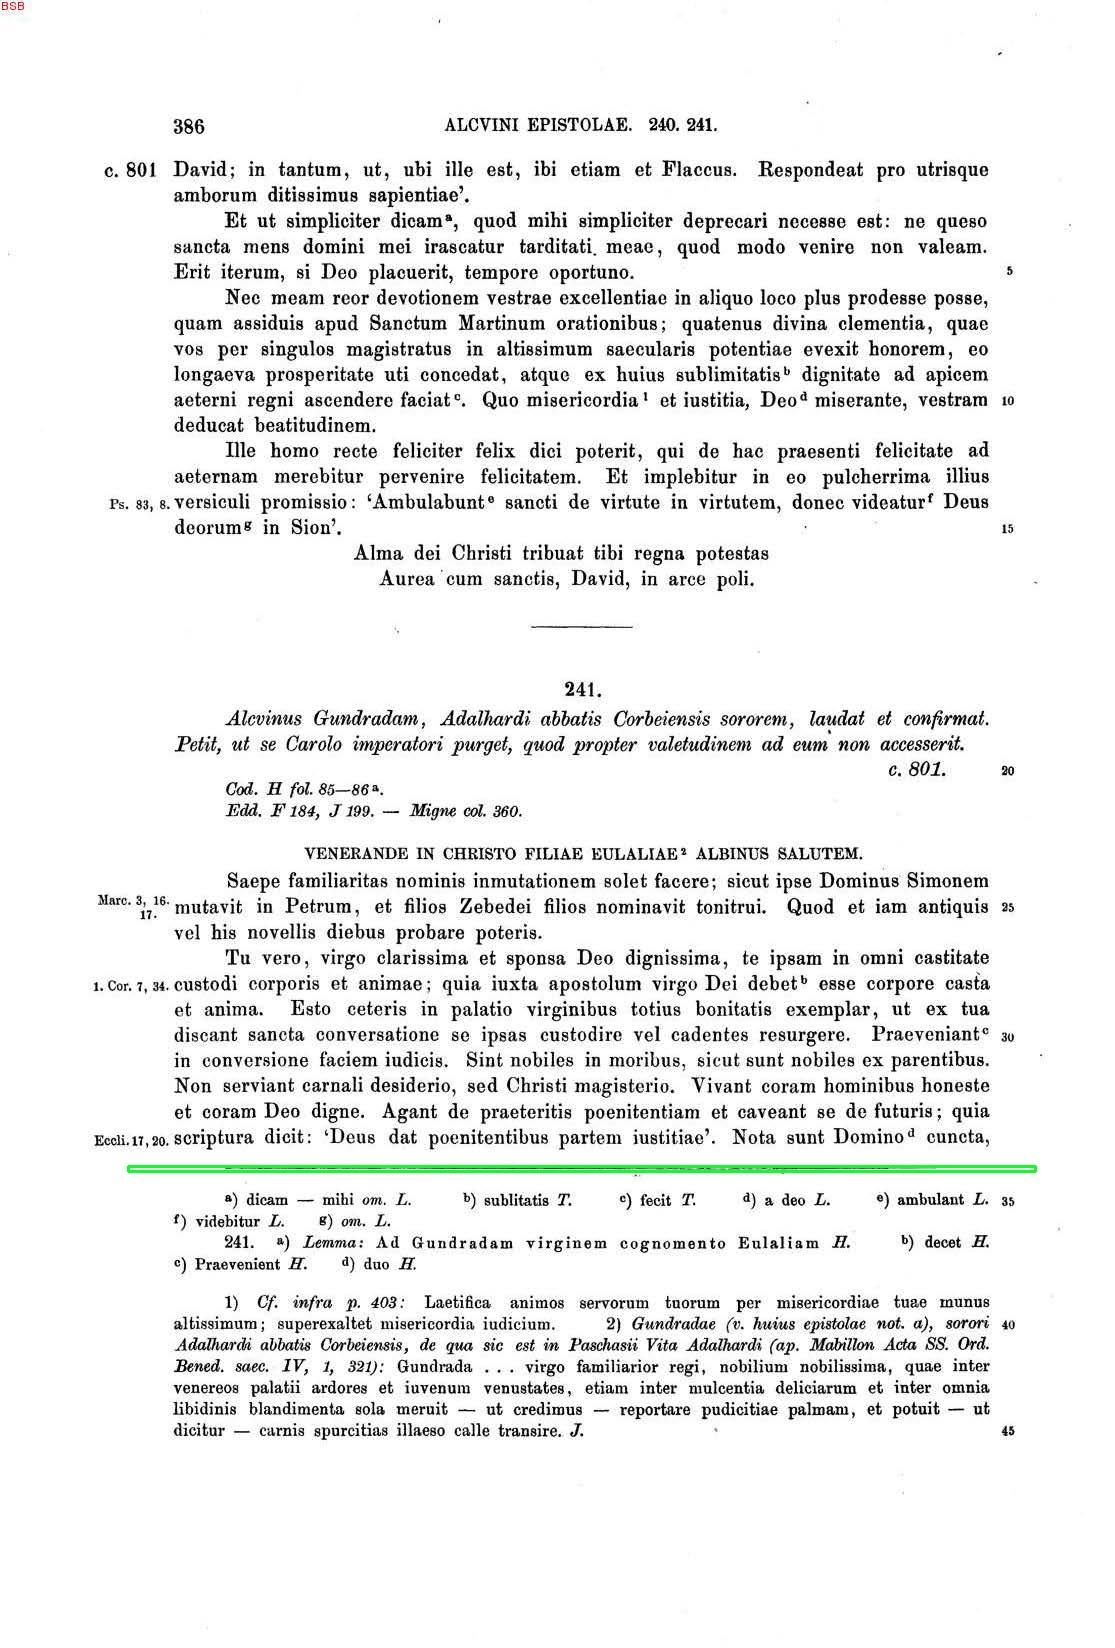 BSB
386 ALCVINI EPISTOLAE. 240. 241.
c. 801 David; in tantum, ut, ubi ille est, ibi etiam et Flaccus. Respondeat pro utrisque
amborum ditissimus sapientiae’.
Et ut simpliciter dicamᵃ, quod mihi simpliciter deprecari necesse est: ne queso
sancta mens domini mei irascatur tarditati meae, quod modo venire non valeam.
Erit iterum, si Deo placuerit, tempore oportuno. 5
Nec meam reor devotionem vestrae excellentiae in aliquo loco plus prodesse posse,
quam assiduis apud Sanctum Martinum orationibus; quatenus divina clementia, quae
vos per singulos magistratus in altissimum saecularis potentiae evexit honorem, eo
longaeva prosperitate uti concedat, atque ex huius sublimitatisᵇ dignitate ad apicem
aeterni regni ascendere faciatᶜ. Quo misericordia¹ et iustitia, Deoᵈ miserante, vestram 10
deducat beatitudinem.
Ille homo recte feliciter felix dici poterit, qui de hac praesenti felicitate ad
aeternam merebitur pervenire felicitatem. Et implebitur in eo pulcherrima illius
Ps. 83, 8. versiculi promissio: ‘Ambulabuntᵉ sancti de virtute in virtutem, donec videaturᶠ Deus
deorumᵍ in Sion’. 15
Alma dei Christi tribuat tibi regna potestas
Aurea cum sanctis, David, in arce poli.
241.
Alcvinus Gundradam, Adalhardi abbatis Corbeiensis sororem, laudat et confirmat.
Petit, ut se Carolo imperatori purget, quod propter valetudinem ad eum non accesserit.
c. 801. 20
Cod. H fol. 85—86ᵃ.
Edd. F 184, J 199. — Migne col. 360.
VENERANDE IN CHRISTO FILIAE EULALIAE² ALBINUS SALUTEM.
Saepe familiaritas nominis inmutationem solet facere; sicut ipse Dominus Simonem
Marc. 3, 16. 17. mutavit in Petrum, et filios Zebedei filios nominavit tonitrui. Quod et iam antiquis 25
vel his novellis diebus probare poteris.
Tu vero, virgo clarissima et sponsa Deo dignissima, te ipsam in omni castitate
1. Cor. 7, 34. custodi corporis et animae; quia iuxta apostolum virgo Dei debetᵇ esse corpore casta
et anima. Esto ceteris in palatio virginibus totius bonitatis exemplar, ut ex tua
discant sancta conversatione se ipsas custodire vel cadentes resurgere. Praeveniantᶜ 30
in conversione faciem iudicis. Sint nobiles in moribus, sicut sunt nobiles ex parentibus.
Non serviant carnali desiderio, sed Christi magisterio. Vivant coram hominibus honeste
et coram Deo digne. Agant de praeteritis poenitentiam et caveant se de futuris; quia
Eccli. 17, 20. scriptura dicit: ‘Deus dat poenitentibus partem iustitiae’. Nota sunt Dominoᵈ cuncta,
ᵃ) dicam — mihi om. L. ᵇ) sublitatis T. ᶜ) fecit T. ᵈ) a deo L. ᵉ) ambulant L. 35
ᶠ) videbitur L. ᵍ) om. L.
241. ᵃ) Lemma: Ad Gundradam virginem cognomento Eulaliam H. ᵇ) decet H.
ᶜ) Praevenient H. ᵈ) duo H.
1) Cf. infra p. 403: Laetifica animos servorum tuorum per misericordiae tuae munus
altissimum; superexaltet misericordia iudicium. 2) Gundradae (v. huius epistolae not. a), sorori 40
Adalhardi abbatis Corbeiensis, de qua sic est in Paschasii Vita Adalhardi (ap. Mabillon Acta SS. Ord.
Bened. saec. IV, 1, 321): Gundrada . . . virgo familiarior regi, nobilium nobilissima, quae inter
venereos palatii ardores et iuvenum venustates, etiam inter mulcentia deliciarum et inter omnia
libidinis blandimenta sola meruit — ut credimus — reportare pudicitiae palmam, et potuit — ut
dicitur — carnis spurcitias illaeso calle transire. J. 45